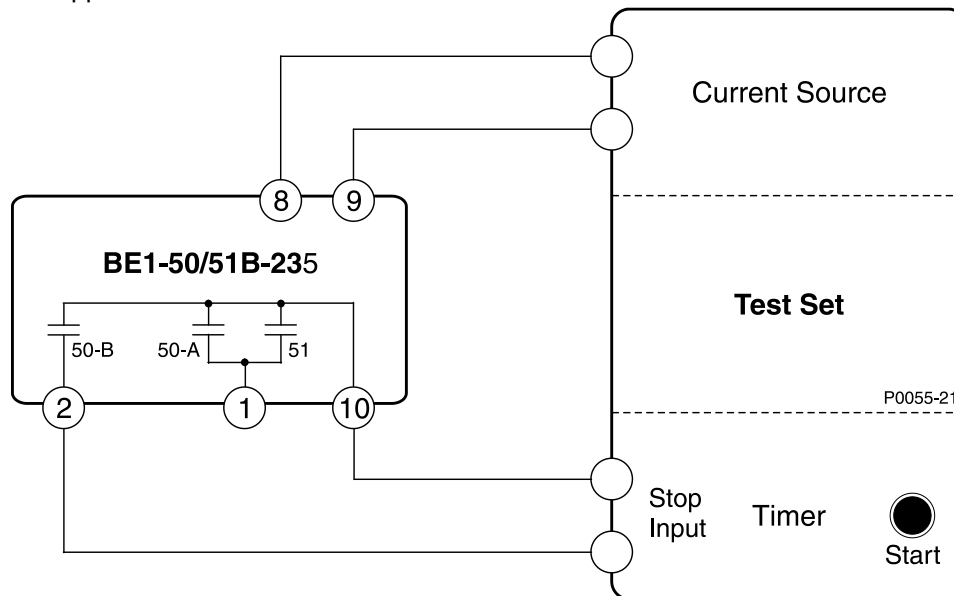 Current Source
8
9
BE1-50/51B-235
Test Set
50-B
50-A
51
P0055-21
2
1
10
Stop
Input
Timer
Start